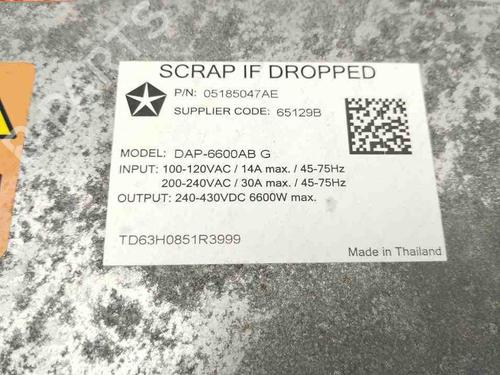 SCRAP IF DROPPED
P/N: 05185047AE
SUPPLIER CODE: 65129B
MODEL: DAP-6600AB G
INPUT: 100-120VAC / 14A max. / 45-75Hz
200-240VAC / 30A max. / 45-75Hz
OUTPUT: 240-430VDC 6600W max.
TD63H0851R3999
Made in Thailand